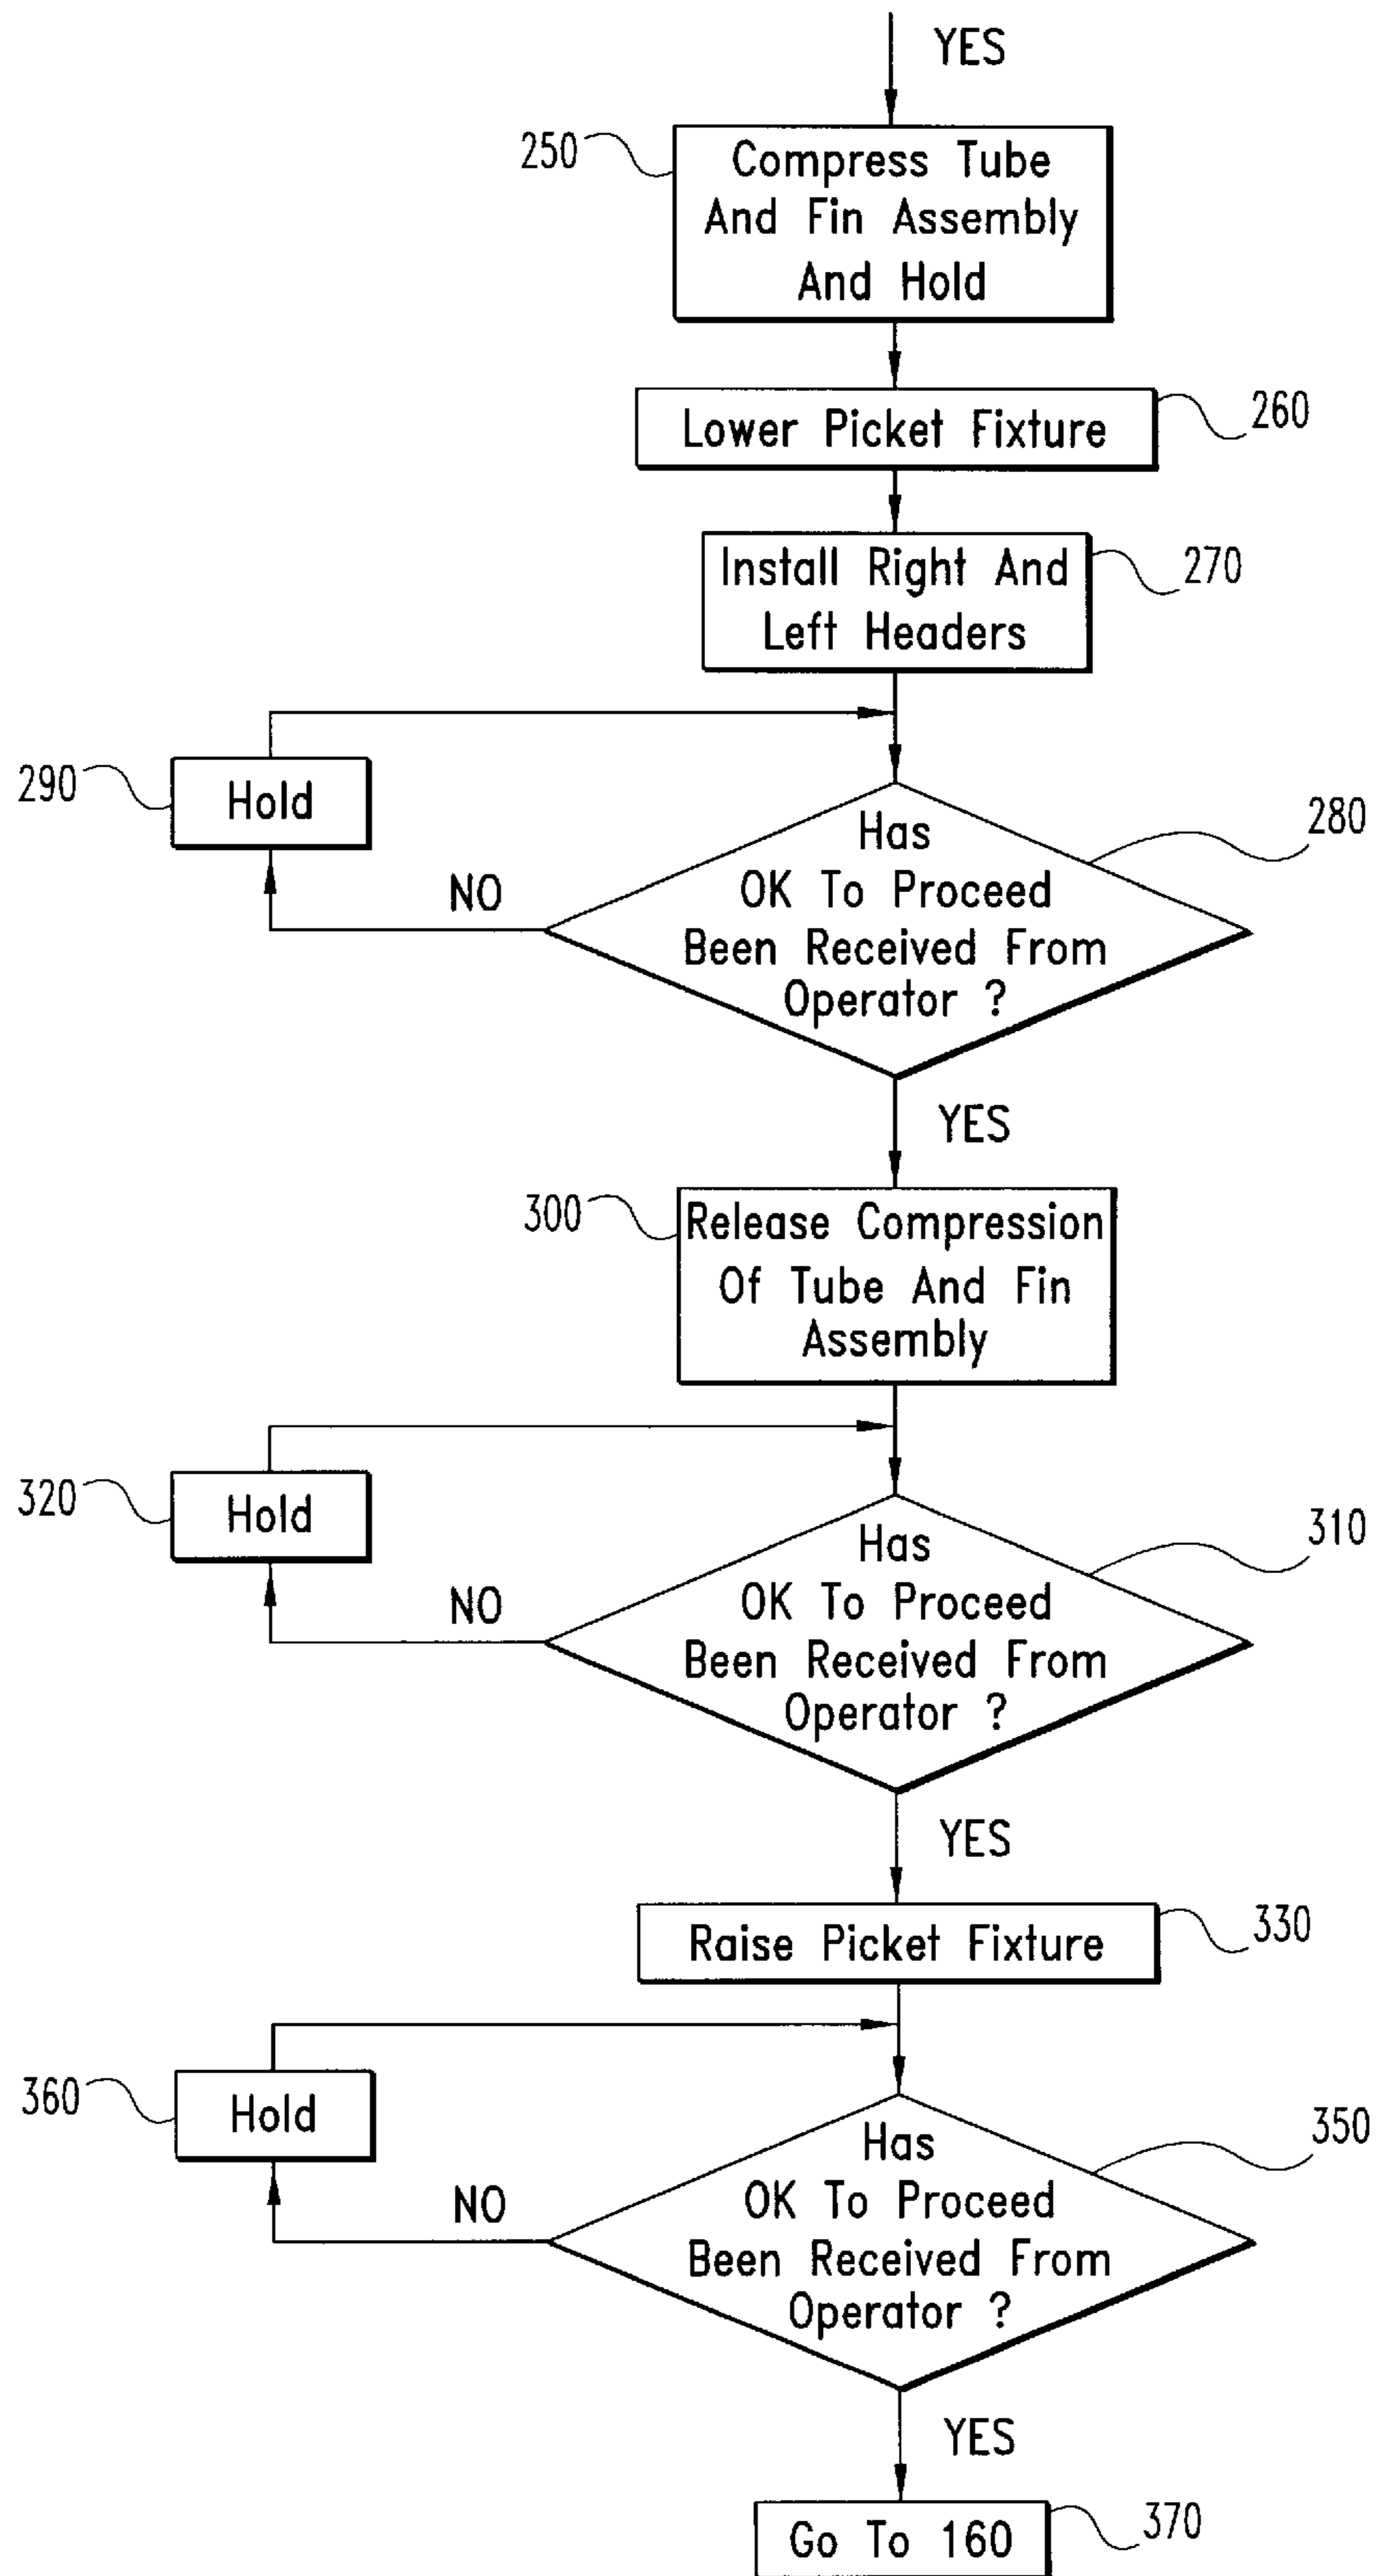 YES
250
Compress Tube
And Fin Assembly
And Hold
Lower Picket Fixture
260
Install Right And
Left Headers
270
290
Hold
280
Has
OK To Proceed
Been Received From
Operator ?
NO
YES
300
Release Compression
Of Tube And Fin
Assembly
320
Hold
310
Has
OK To Proceed
Been Received From
Operator ?
NO
YES
Raise Picket Fixture
330
360
Hold
350
Has
OK To Proceed
Been Received From
Operator ?
NO
YES
Go To 160
370